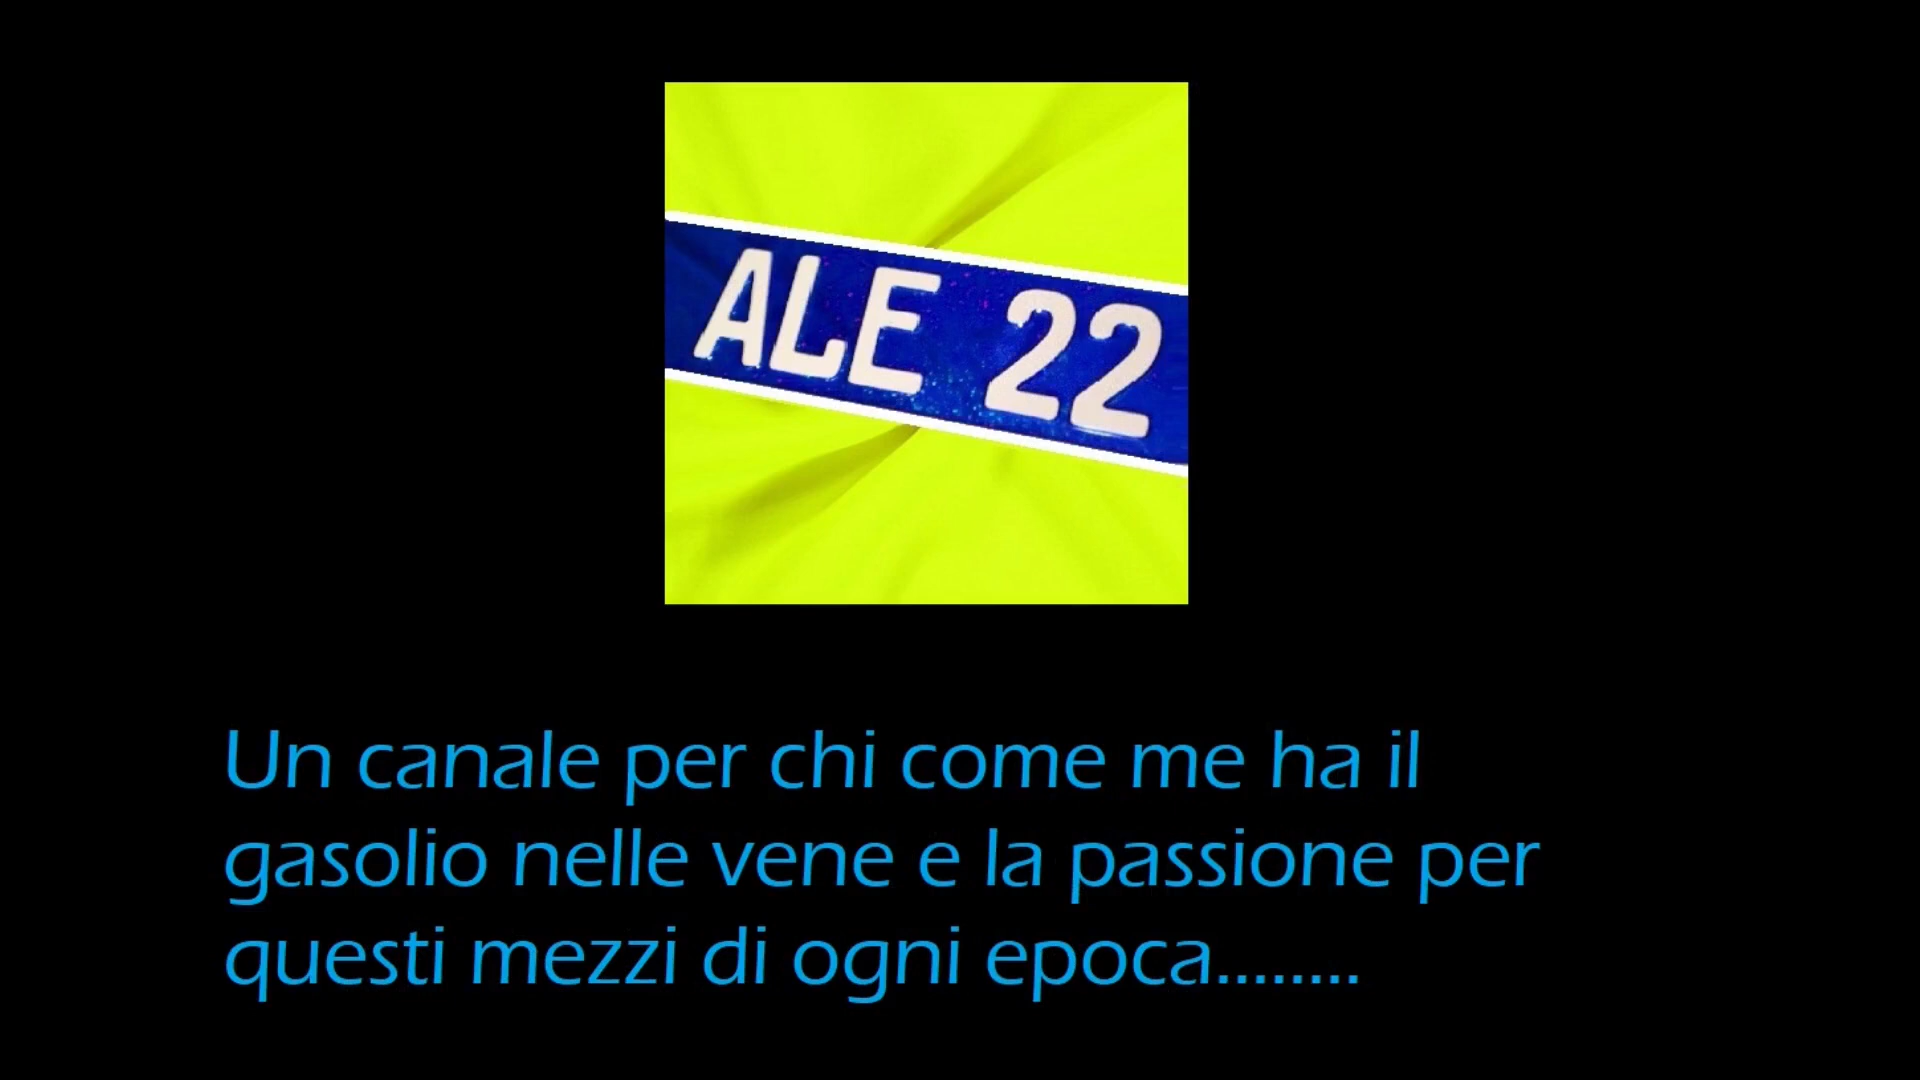 ALE 22
Un canale per chi come me ha il
gasolio nelle vene e la passione per
questi mezzi di ogni epoca........